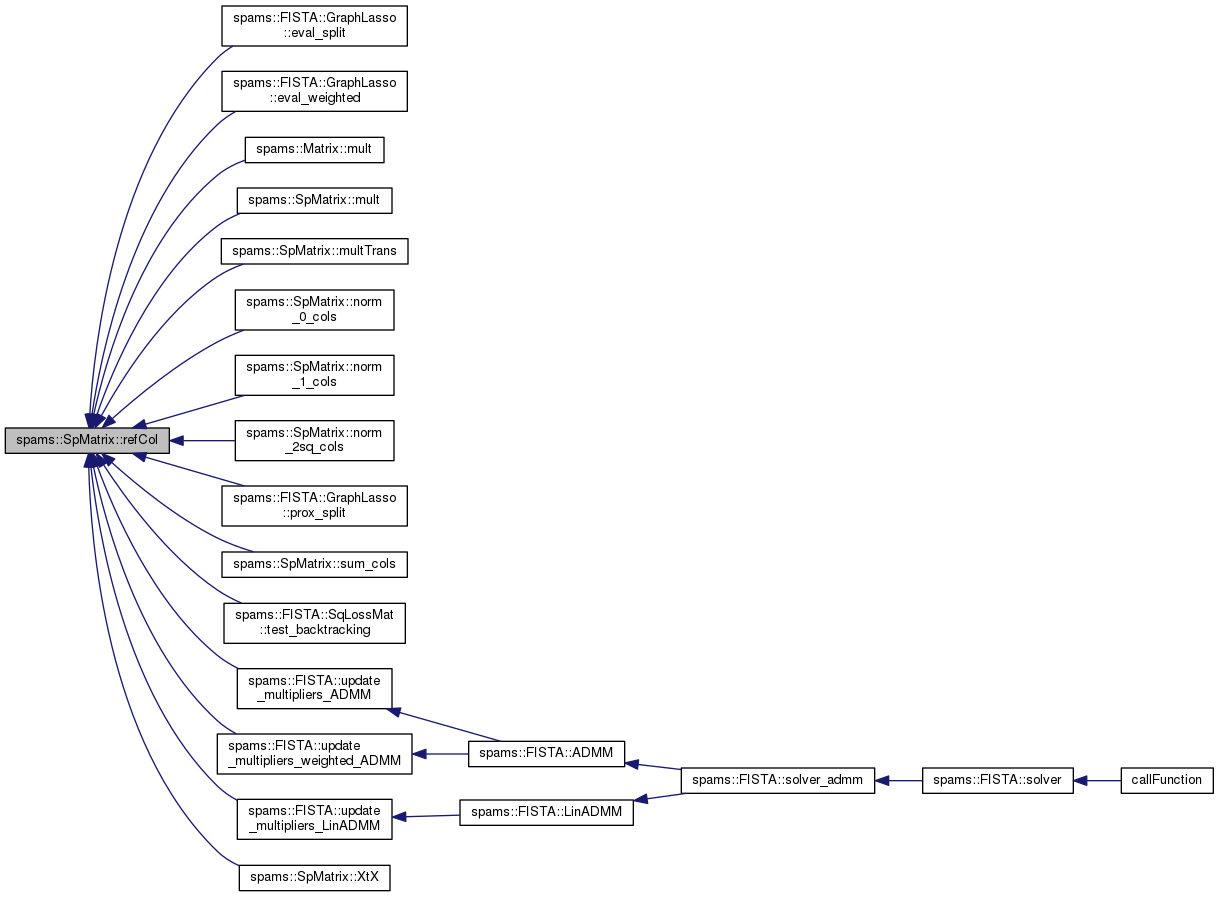 spams::FISTA::GraphLasso
::eval_split
spams::FISTA::GraphLasso
::eval_weighted
spams::Matrix::mult
spams::SpMatrix::mult
spams::SpMatrix::multTrans
spams::SpMatrix::norm
_0_cols
spams::SpMatrix::norm
_1_cols
spams::SpMatrix::refCol
spams::SpMatrix::norm
_2sq_cols
spams::FISTA::GraphLasso
::prox_split
spams::SpMatrix::sum_cols
spams::FISTA::SqLossMat
::test_backtracking
spams::FISTA::update
_multipliers_ADMM
spams::FISTA::update
_multipliers_weighted_ADMM
spams::FISTA::ADMM
spams::FISTA::solver_admm
spams::FISTA::solver
callFunction
spams::FISTA::update
_multipliers_LinADMM
spams::FISTA::LinADMM
spams::SpMatrix::XtX